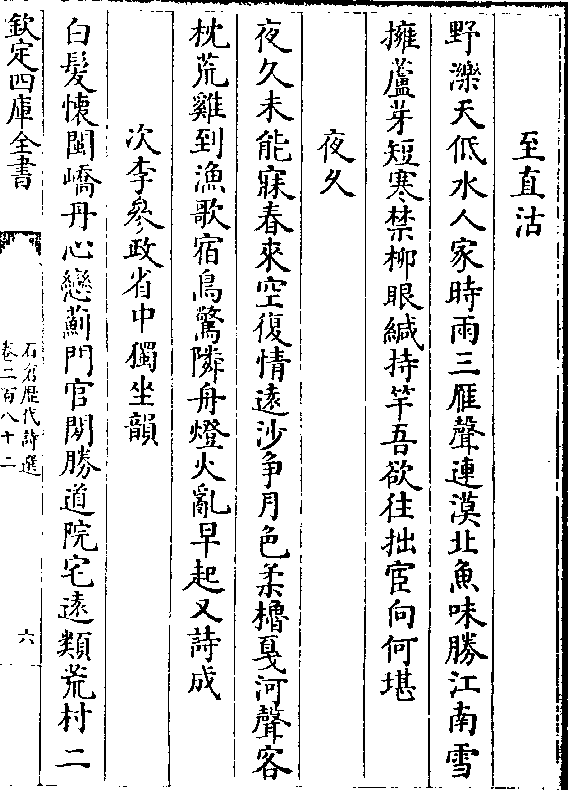 至直沽
野濼天低水人家時雨三雁聲連漠北魚味勝江南雪
擁蘆芽短寒禁柳眼緘持竿吾欲往拙宦向何堪
夜久
夜久未能寐春來空復情遠沙争月色柔櫓戛河聲客
枕荒雞到漁歌宿鳥驚隣舟燈火亂早起又詩成
次李參政省中獨坐韻
白髮懷閩嶠丹心戀薊門官閒勝道院宅遠類荒村二
欽定四庫全書
石倉歷代詩選
卷二百八十二
六